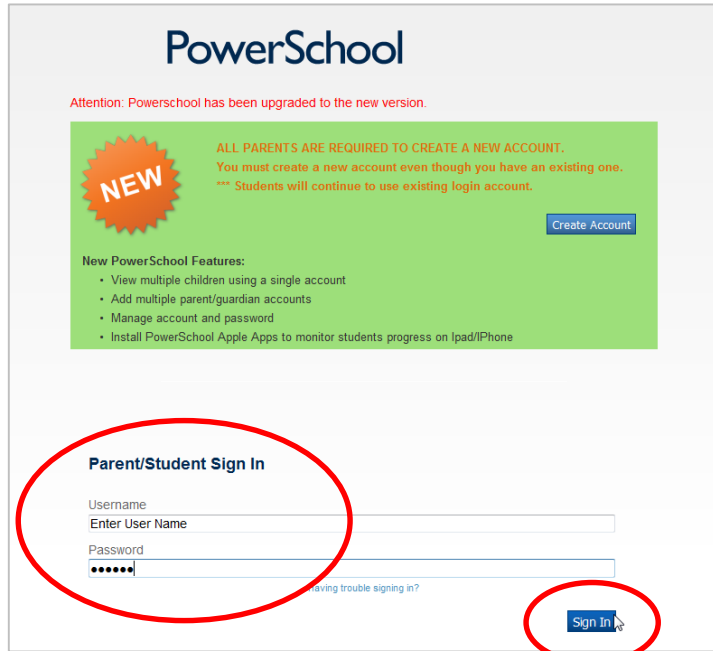 PowerSchool
Attention: Powerschool has been upgraded to the new version.
NEW
ALL PARENTS ARE REQUIRED TO CREATE A NEW ACCOUNT.
You must create a new account even though you have an existing one.
*** Students will continue to use existing login account.
Create Account
New PowerSchool Features:
• View multiple children using a single account
• Add multiple parent/guardian accounts
• Manage account and password
• Install PowerSchool Apple Apps to monitor students progress on Ipad/IPhone
Parent/Student Sign In
Username
Enter User Name
Password
••••••
Having trouble signing in?
Sign In